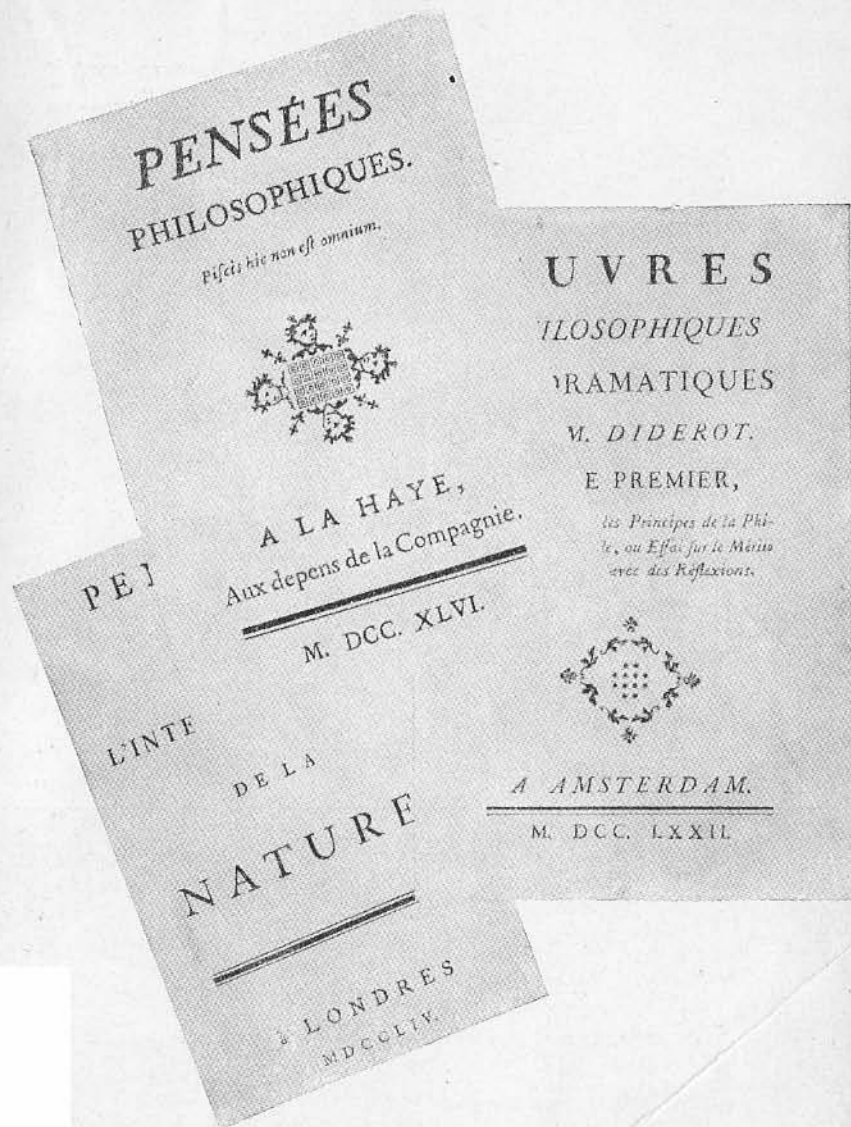 PENSÉES
PHILOSOPHIQUES.
Piſcis hic non eſt omnium.
A LA HAYE,
Aux depens de la Compagnie.
M. DCC. XLVI.
UVRES
ILOSOPHIQUES
RAMATIQUES
M. DIDEROT.
E PREMIER,
les Principes de la Phi-
le, ou Eſſai ſur le Mérite
avec des Réflexions.
A AMSTERDAM.
M. DCC. LXXII.
PE
L'INTE
DE LA
NATURE
à LONDRES
MDCCLIV.